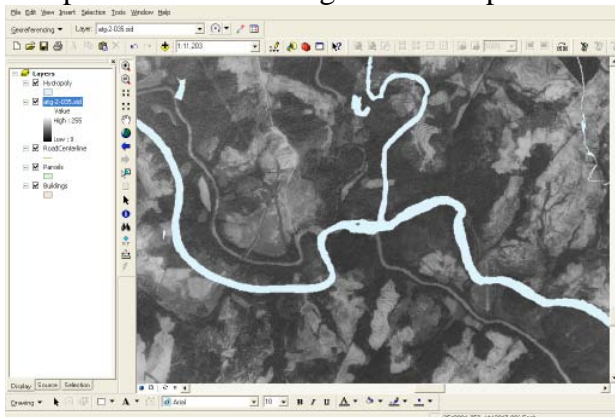 File Edit View Insert Selection Tools Window Help
Georeferencing Layer: atg-2-035.sid
1:11,203
Layers
Hydropoly
atg-2-035.sid
Value
High : 255
Low : 0
RoadCenterline
Parcels
Buildings
Display Source Selection
Drawing A Arial 10 B I U A